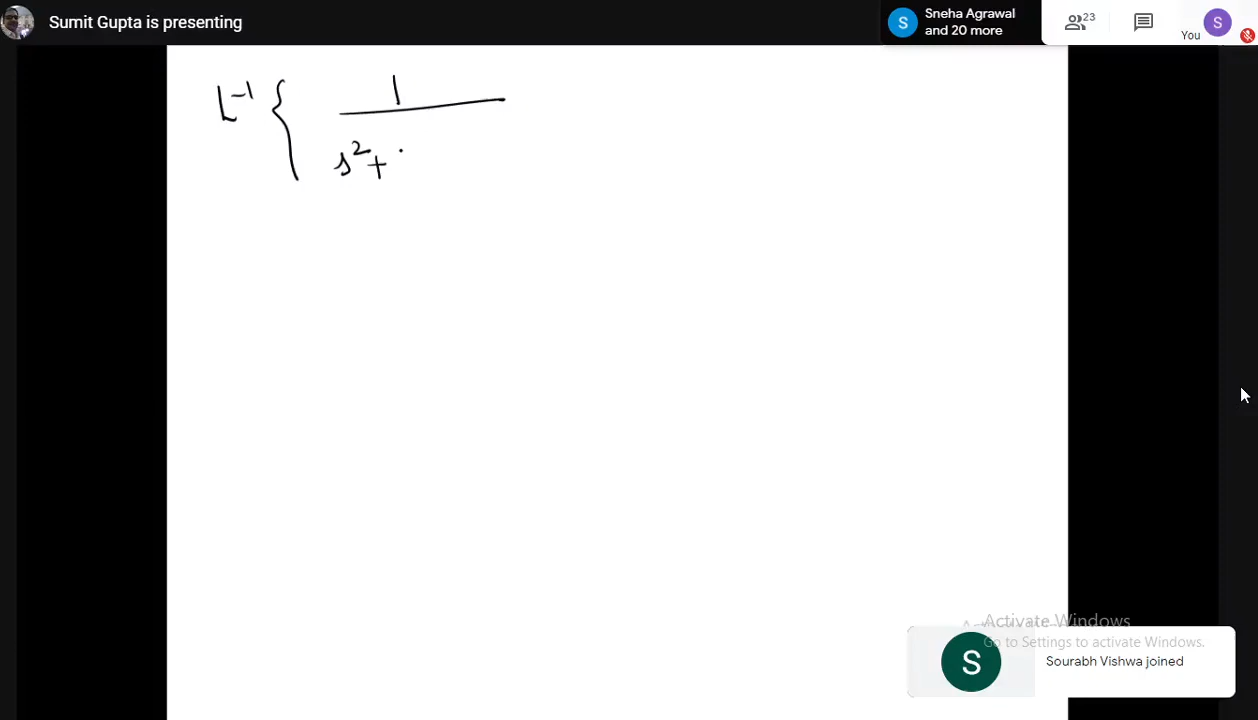 Sumit Gupta is presenting
S
Sneha Agrawal
and 20 more
23
You
S
L⁻¹ {
1
s² +
Activate Windows
Go to Settings to activate Windows.
S
Sourabh Vishwa joined